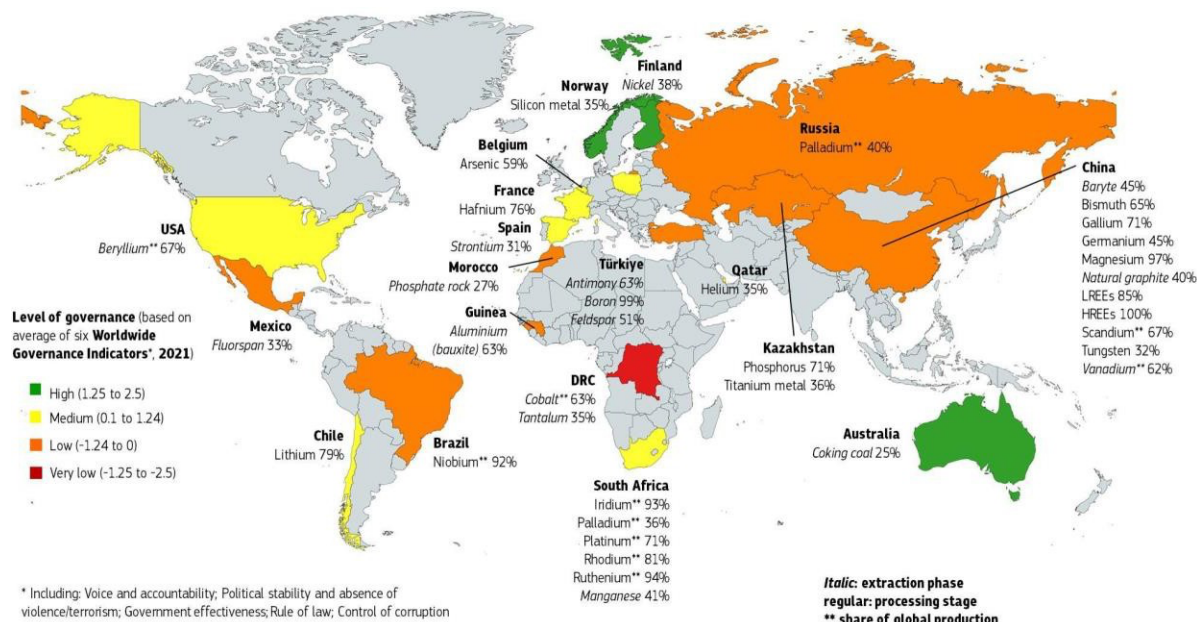 Finland
Nickel 38%
Norway
Silicon metal 35%
Belgium
Arsenic 59%
France
Hafnium 76%
Spain
Strontium 31%
Morocco
Phosphate rock 27%
Guinea
Aluminium
(bauxite) 63%
Türkiye
Antimony 63%
Boron 99%
Feldspar 51%
Qatar
Helium 35%
Russia
Palladium** 40%
China
Baryte 45%
Bismuth 65%
Gallium 71%
Germanium 45%
Magnesium 97%
Natural graphite 40%
LREEs 85%
HREEs 100%
Scandium** 67%
Tungsten 32%
Vanadium** 62%
Kazakhstan
Phosphorus 71%
Titanium metal 36%
USA
Beryllium** 67%
Mexico
Fluorspan 33%
DRC
Cobalt** 63%
Tantalum 35%
Chile
Lithium 79%
Brazil
Niobium** 92%
Australia
Coking coal 25%
South Africa
Iridium** 93%
Palladium** 36%
Platinum** 71%
Rhodium** 81%
Ruthenium** 94%
Manganese 41%
Level of governance (based on
average of six Worldwide
Governance Indicators*, 2021)
High (1.25 to 2.5)
Medium (0.1 to 1.24)
Low (-1.24 to 0)
Very low (-1.25 to -2.5)
* Including: Voice and accountability; Political stability and absence of
violence/terrorism; Government effectiveness; Rule of law; Control of corruption
Italic: extraction phase
regular: processing stage
** share of global production